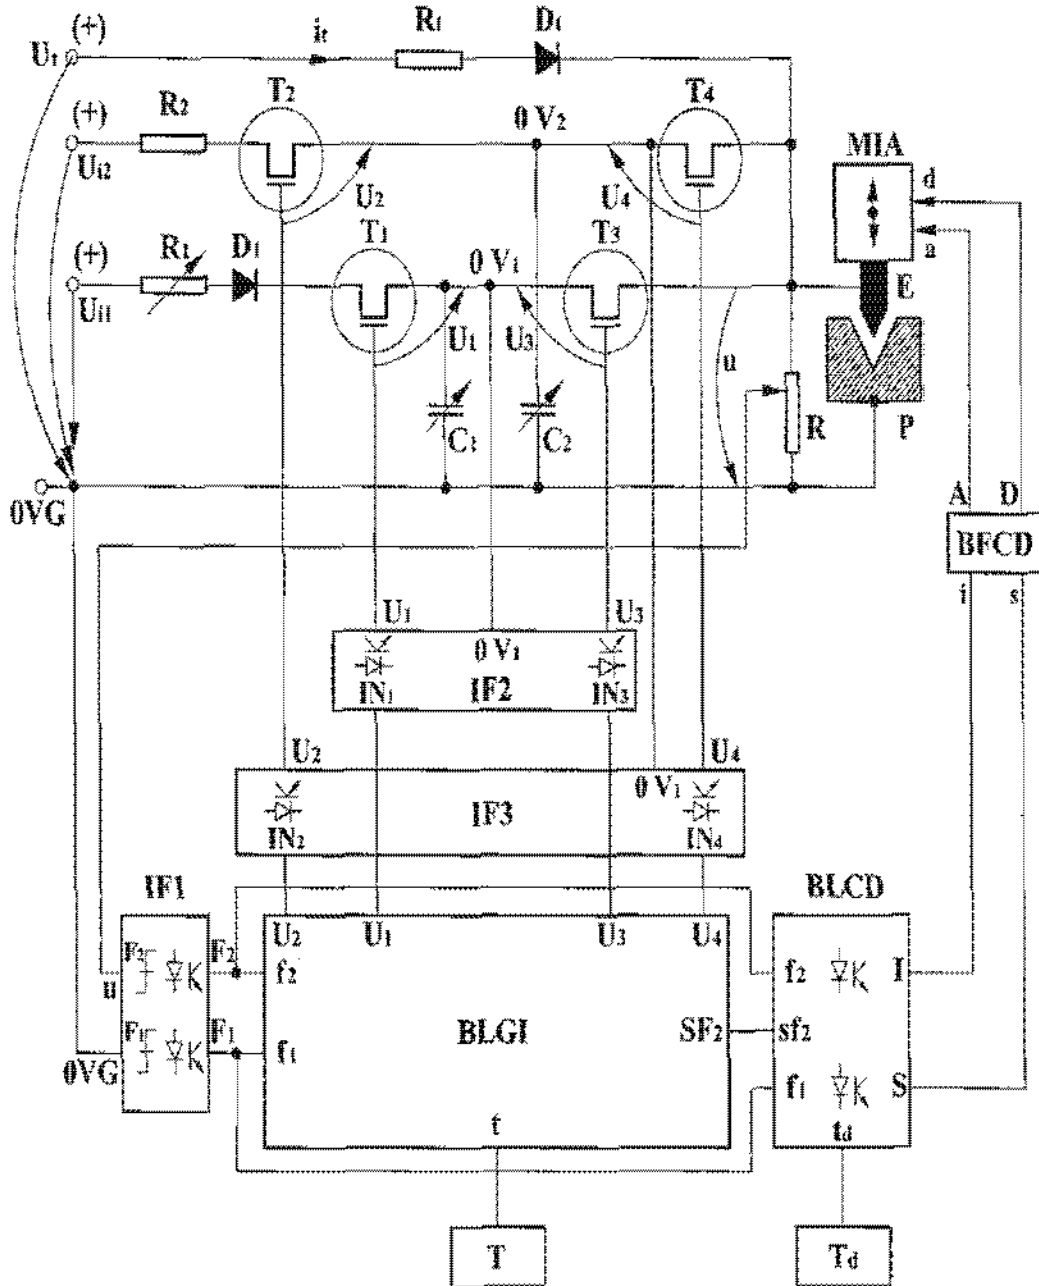 (+) it Rt Dt
Ut
T2 T4
(+) R2 0 V2 MIA
Ui2 U2 U4 d
T1 T3 a
(+) R1 D1 0 V1 E
Ui1 U1 U3 u
C1 C2 R P
0VG A D
BFCD
i s
U1 U3
0 V1
IN1 IF2 IN3
U2 U4
0 V1
IN2 IF3 IN4
IF1 BLCD
U2 U1 U3 U4
F2 F2 f2 f2 I
u
BLGI SF2 sf2
F1 F1 f1 f1 S
0VG
t td
T Td